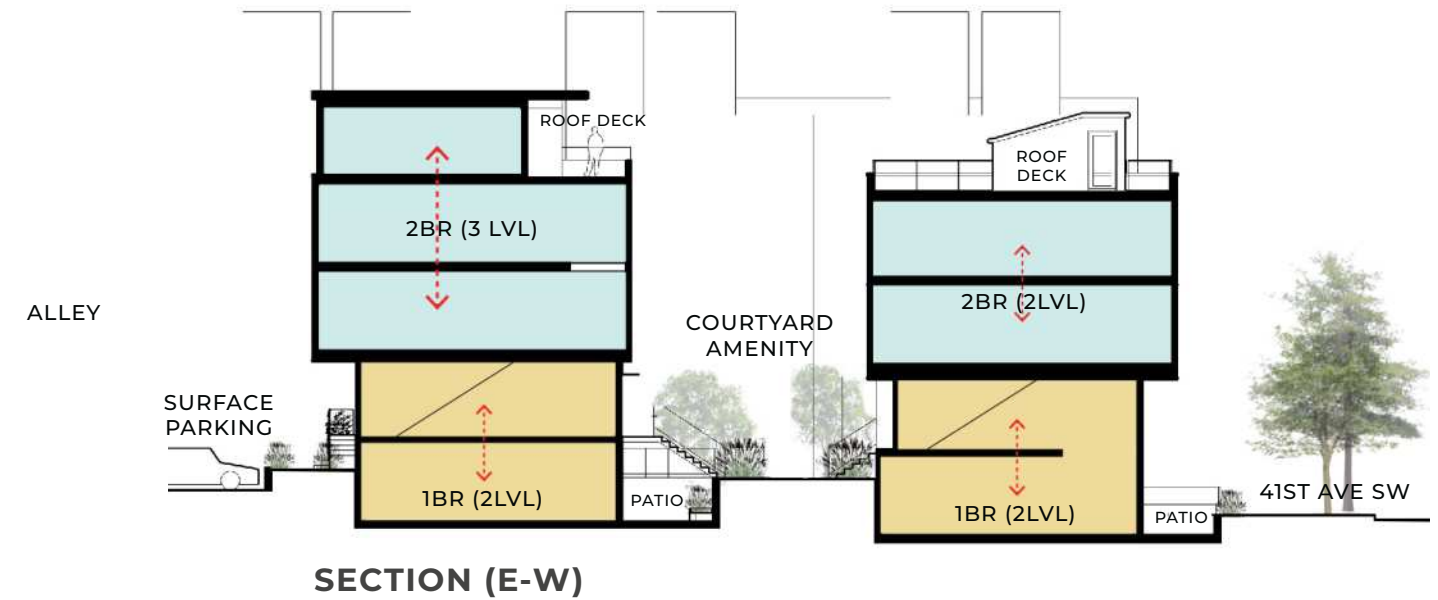 ROOF DECK
ROOF
DECK
2BR (3 LVL)
2BR (2LVL)
ALLEY
COURTYARD
AMENITY
SURFACE
PARKING
1BR (2LVL)
PATIO
1BR (2LVL)
PATIO
41ST AVE SW
SECTION (E-W)